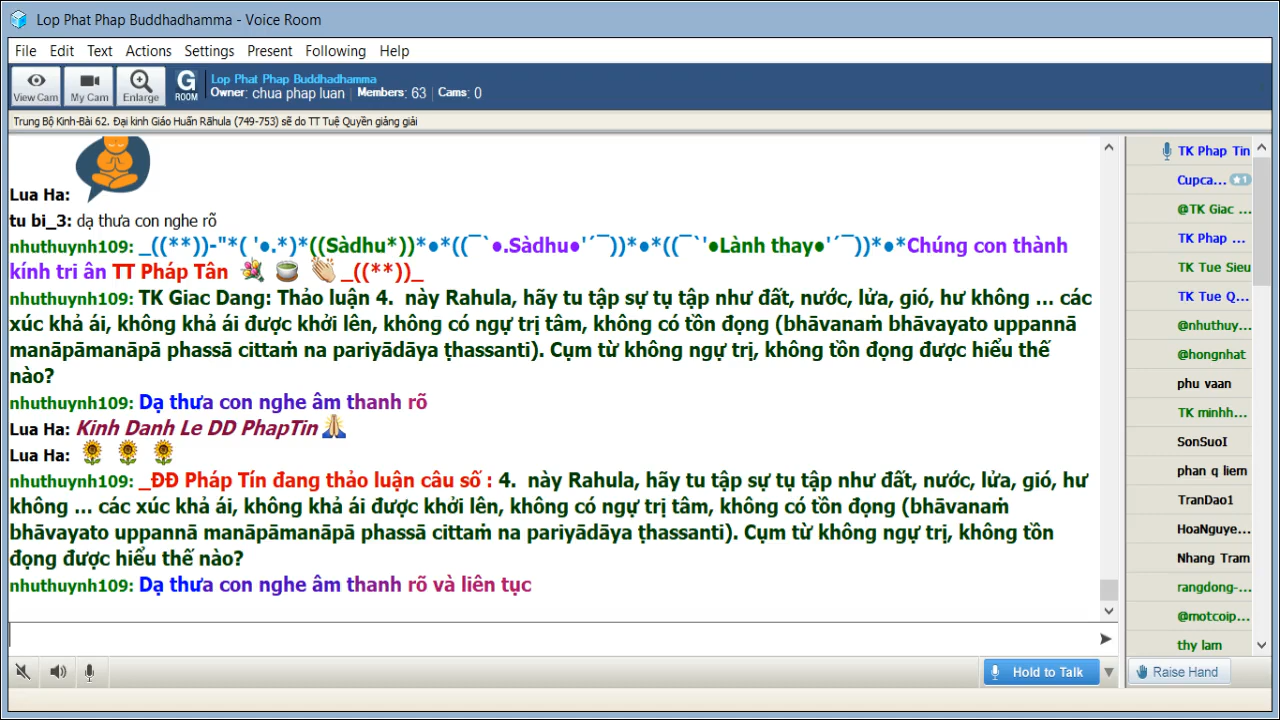 Lop Phat Phap Buddhadhamma - Voice Room
File Edit Text Actions Settings Present Following Help
View Cam My Cam Enlarge G ROOM
Lop Phat Phap Buddhadhamma
Owner: chua phap luan Members: 63 Cams: 0
Trung Bộ Kinh-Bài 62. Đại kinh Giáo Huấn Rāhula (749-753) sẽ do TT Tuệ Quyền giảng giải
Lua Ha:
tu bi_3: dạ thưa con nghe rõ
nhuthuynh109: _((**))-"*( '●.*)*((Sàdhu*))*●*((¯`●.Sàdhu●'´¯))*●*((¯`'●Lành thay●'´¯))*●*Chúng con thành
kính tri ân TT Pháp Tân 💐 🍵 👏 _((**))_
nhuthuynh109: TK Giac Dang: Thảo luận 4. này Rahula, hãy tu tập sự tụ tập như đất, nước, lửa, gió, hư không ... các
xúc khả ái, không khả ái được khởi lên, không có ngự trị tâm, không có tồn đọng (bhāvanaṁ bhāvayato uppannā
manāpāmanāpā phassā cittaṁ na pariyādāya ṭhassanti). Cụm từ không ngự trị, không tồn đọng được hiểu thế
nào?
nhuthuynh109: Dạ thưa con nghe âm thanh rõ
Lua Ha: Kinh Danh Le DD PhapTin 🙏
Lua Ha: 🌻 🌻 🌻
nhuthuynh109: _ĐĐ Pháp Tín đang thảo luận câu số : 4. này Rahula, hãy tu tập sự tụ tập như đất, nước, lửa, gió, hư
không ... các xúc khả ái, không khả ái được khởi lên, không có ngự trị tâm, không có tồn đọng (bhāvanaṁ
bhāvayato uppannā manāpāmanāpā phassā cittaṁ na pariyādāya ṭhassanti). Cụm từ không ngự trị, không tồn
đọng được hiểu thế nào?
nhuthuynh109: Dạ thưa con nghe âm thanh rõ và liên tục
TK Phap Tin
Cupca... ★1
@TK Giac ...
TK Phap ...
TK Tue Sieu
TK Tue Q...
@nhuthuy...
@hongnhat
phu vaan
TK minhh...
SonSuoI
phan q liem
TranDao1
HoaNguye...
Nhang Tram
rangdong-...
@motcoip...
thy lam
Hold to Talk
Raise Hand